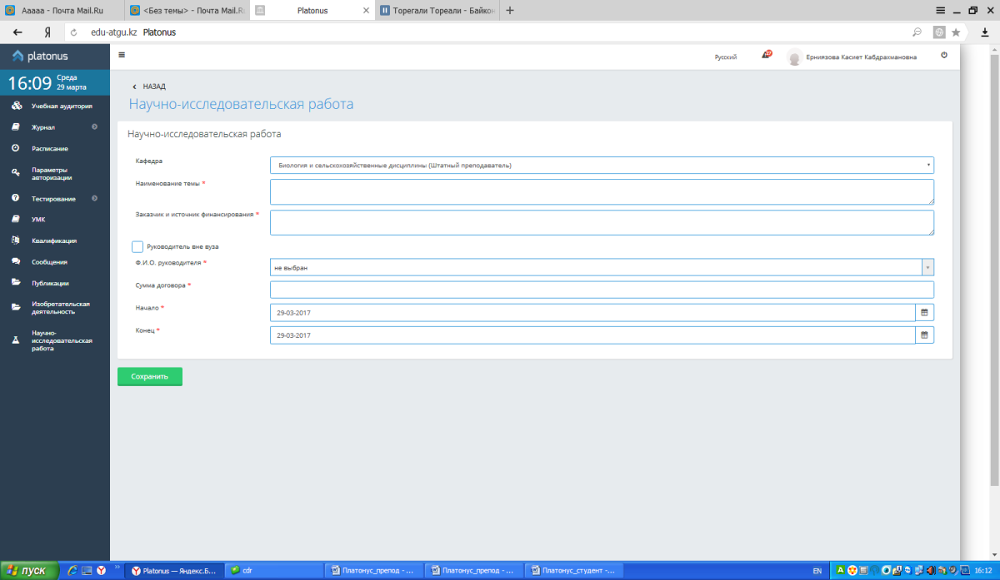 Ааааа - Почта Mail.Ru
<Без темы> - Почта Mail.Ru
Platonus
Торегали Тореали - Байкон
Я
edu-atgu.kz Platonus
platonus
Русский
Ерниязова Касиет Кабдрахмановна
16:09
Среда
29 марта
НАЗАД
Научно-исследовательская работа
Учебная аудитория
Журнал
Расписание
Параметры
авторизации
Тестирование
УМК
Квалификация
Сообщения
Публикации
Изобретательская
деятельность
Научно-
исследовательская
работа
Научно-исследовательская работа
Кафедра
Биология и сельскохозяйственные дисциплины (Штатный преподаватель)
Наименование темы *
Заказчик и источник финансирования *
Руководитель вне вуза
Ф.И.О. руководителя *
не выбран
Сумма договора *
Начало *
29-03-2017
Конец *
29-03-2017
Сохранить
пуск
Platonus — Яндекс.Б...
cdr
Платонус_препод - ...
Платонус_препод - ...
Платонус_студент -...
EN
16:12